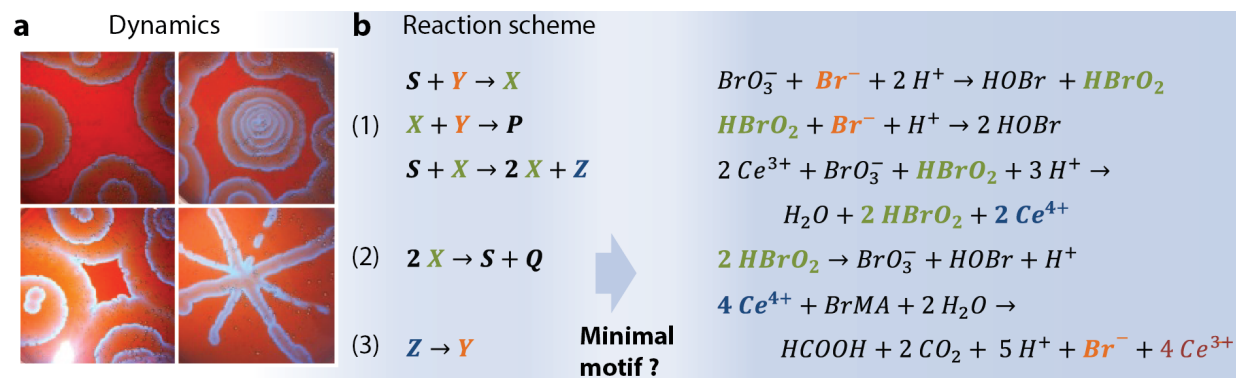 a Dynamics b Reaction scheme
S + Y → X BrO₃⁻ + Br⁻ + 2 H⁺ → HOBr + HBrO₂
(1) X + Y → P HBrO₂ + Br⁻ + H⁺ → 2 HOBr
S + X → 2 X + Z 2 Ce³⁺ + BrO₃⁻ + HBrO₂ + 3 H⁺ →
H₂O + 2 HBrO₂ + 2 Ce⁴⁺
(2) 2 X → S + Q 2 HBrO₂ → BrO₃⁻ + HOBr + H⁺
4 Ce⁴⁺ + BrMA + 2 H₂O →
(3) Z → Y HCOOH + 2 CO₂ + 5 H⁺ + Br⁻ + 4 Ce³⁺
Minimal
motif ?